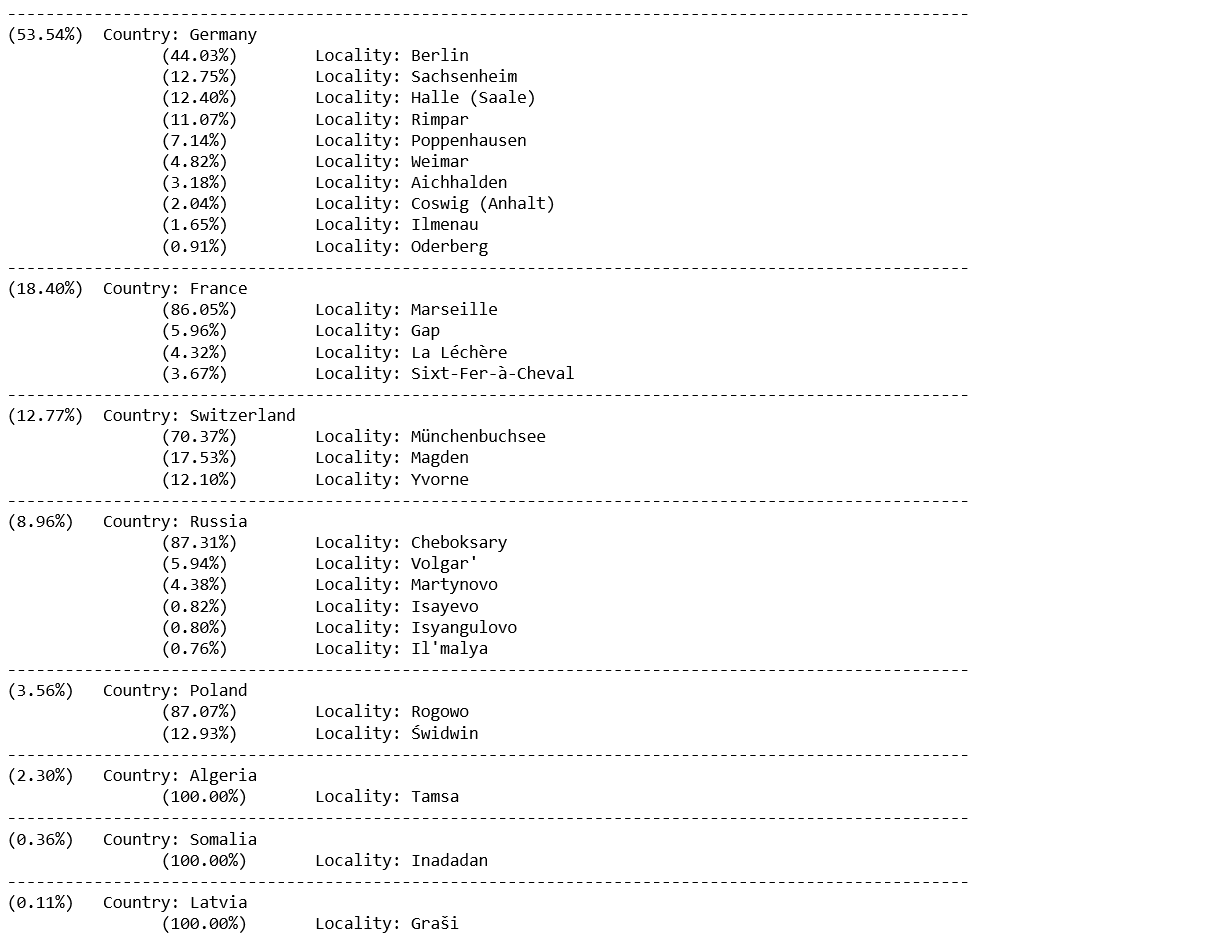 ----------------------------------------------------------------------------------------------------
(53.54%) Country: Germany
(44.03%) Locality: Berlin
(12.75%) Locality: Sachsenheim
(12.40%) Locality: Halle (Saale)
(11.07%) Locality: Rimpar
(7.14%) Locality: Poppenhausen
(4.82%) Locality: Weimar
(3.18%) Locality: Aichhalden
(2.04%) Locality: Coswig (Anhalt)
(1.65%) Locality: Ilmenau
(0.91%) Locality: Oderberg
----------------------------------------------------------------------------------------------------
(18.40%) Country: France
(86.05%) Locality: Marseille
(5.96%) Locality: Gap
(4.32%) Locality: La Léchère
(3.67%) Locality: Sixt-Fer-à-Cheval
----------------------------------------------------------------------------------------------------
(12.77%) Country: Switzerland
(70.37%) Locality: Münchenbuchsee
(17.53%) Locality: Magden
(12.10%) Locality: Yvorne
----------------------------------------------------------------------------------------------------
(8.96%) Country: Russia
(87.31%) Locality: Cheboksary
(5.94%) Locality: Volgar'
(4.38%) Locality: Martynovo
(0.82%) Locality: Isayevo
(0.80%) Locality: Isyangulovo
(0.76%) Locality: Il'malya
----------------------------------------------------------------------------------------------------
(3.56%) Country: Poland
(87.07%) Locality: Rogowo
(12.93%) Locality: Świdwin
----------------------------------------------------------------------------------------------------
(2.30%) Country: Algeria
(100.00%) Locality: Tamsa
----------------------------------------------------------------------------------------------------
(0.36%) Country: Somalia
(100.00%) Locality: Inadadan
----------------------------------------------------------------------------------------------------
(0.11%) Country: Latvia
(100.00%) Locality: Graši